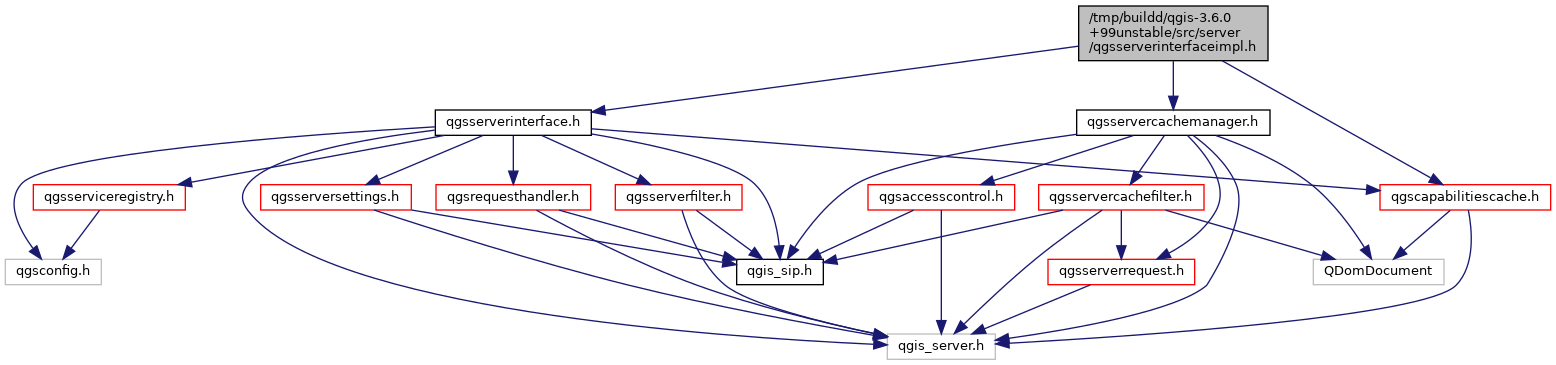 /tmp/buildd/qgis-3.6.0
+99unstable/src/server
/qgsserverinterfaceimpl.h
qgsserverinterface.h
qgsservercachemanager.h
qgsserviceregistry.h
qgsserversettings.h
qgsrequesthandler.h
qgsserverfilter.h
qgsaccesscontrol.h
qgsservercachefilter.h
qgscapabilitiescache.h
qgsconfig.h
qgis_sip.h
qgsserverrequest.h
QDomDocument
qgis_server.h